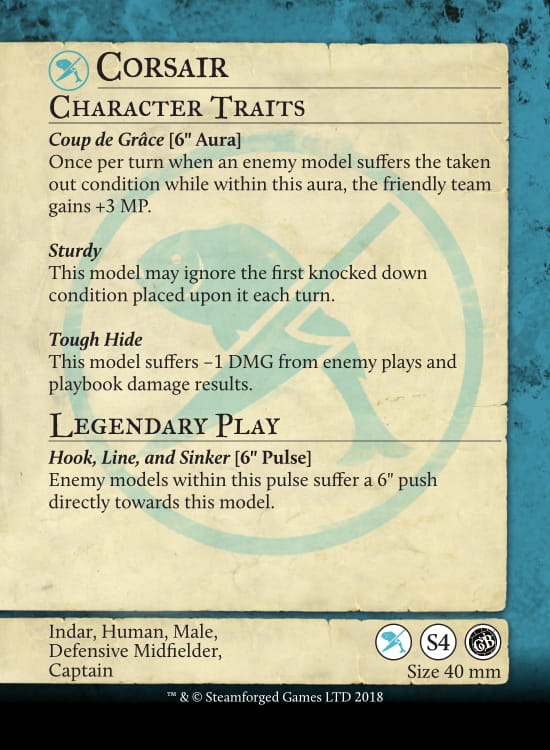 Corsair
Character Traits
Coup de Grâce [6" Aura]
Once per turn when an enemy model suffers the taken
out condition while within this aura, the friendly team
gains +3 MP.
Sturdy
This model may ignore the first knocked down
condition placed upon it each turn.
Tough Hide
This model suffers −1 DMG from enemy plays and
playbook damage results.
Legendary Play
Hook, Line, and Sinker [6" Pulse]
Enemy models within this pulse suffer a 6" push
directly towards this model.
Indar, Human, Male,
Defensive Midfielder,
Captain
S4
GB
Size 40 mm
™ & © Steamforged Games LTD 2018